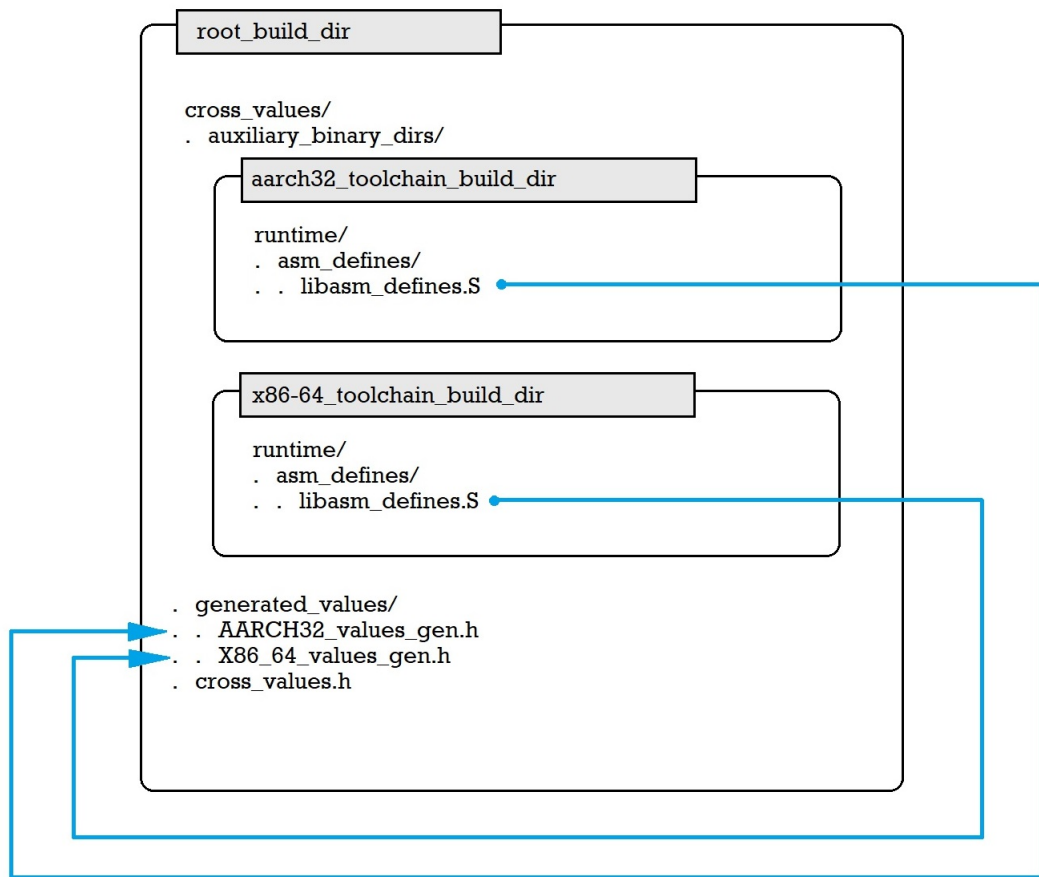 root_build_dir
cross_values/
. auxiliary_binary_dirs/
aarch32_toolchain_build_dir
runtime/
. asm_defines/
. . libasm_defines.S
x86-64_toolchain_build_dir
runtime/
. asm_defines/
. . libasm_defines.S
. generated_values/
. . AARCH32_values_gen.h
. . X86_64_values_gen.h
. cross_values.h